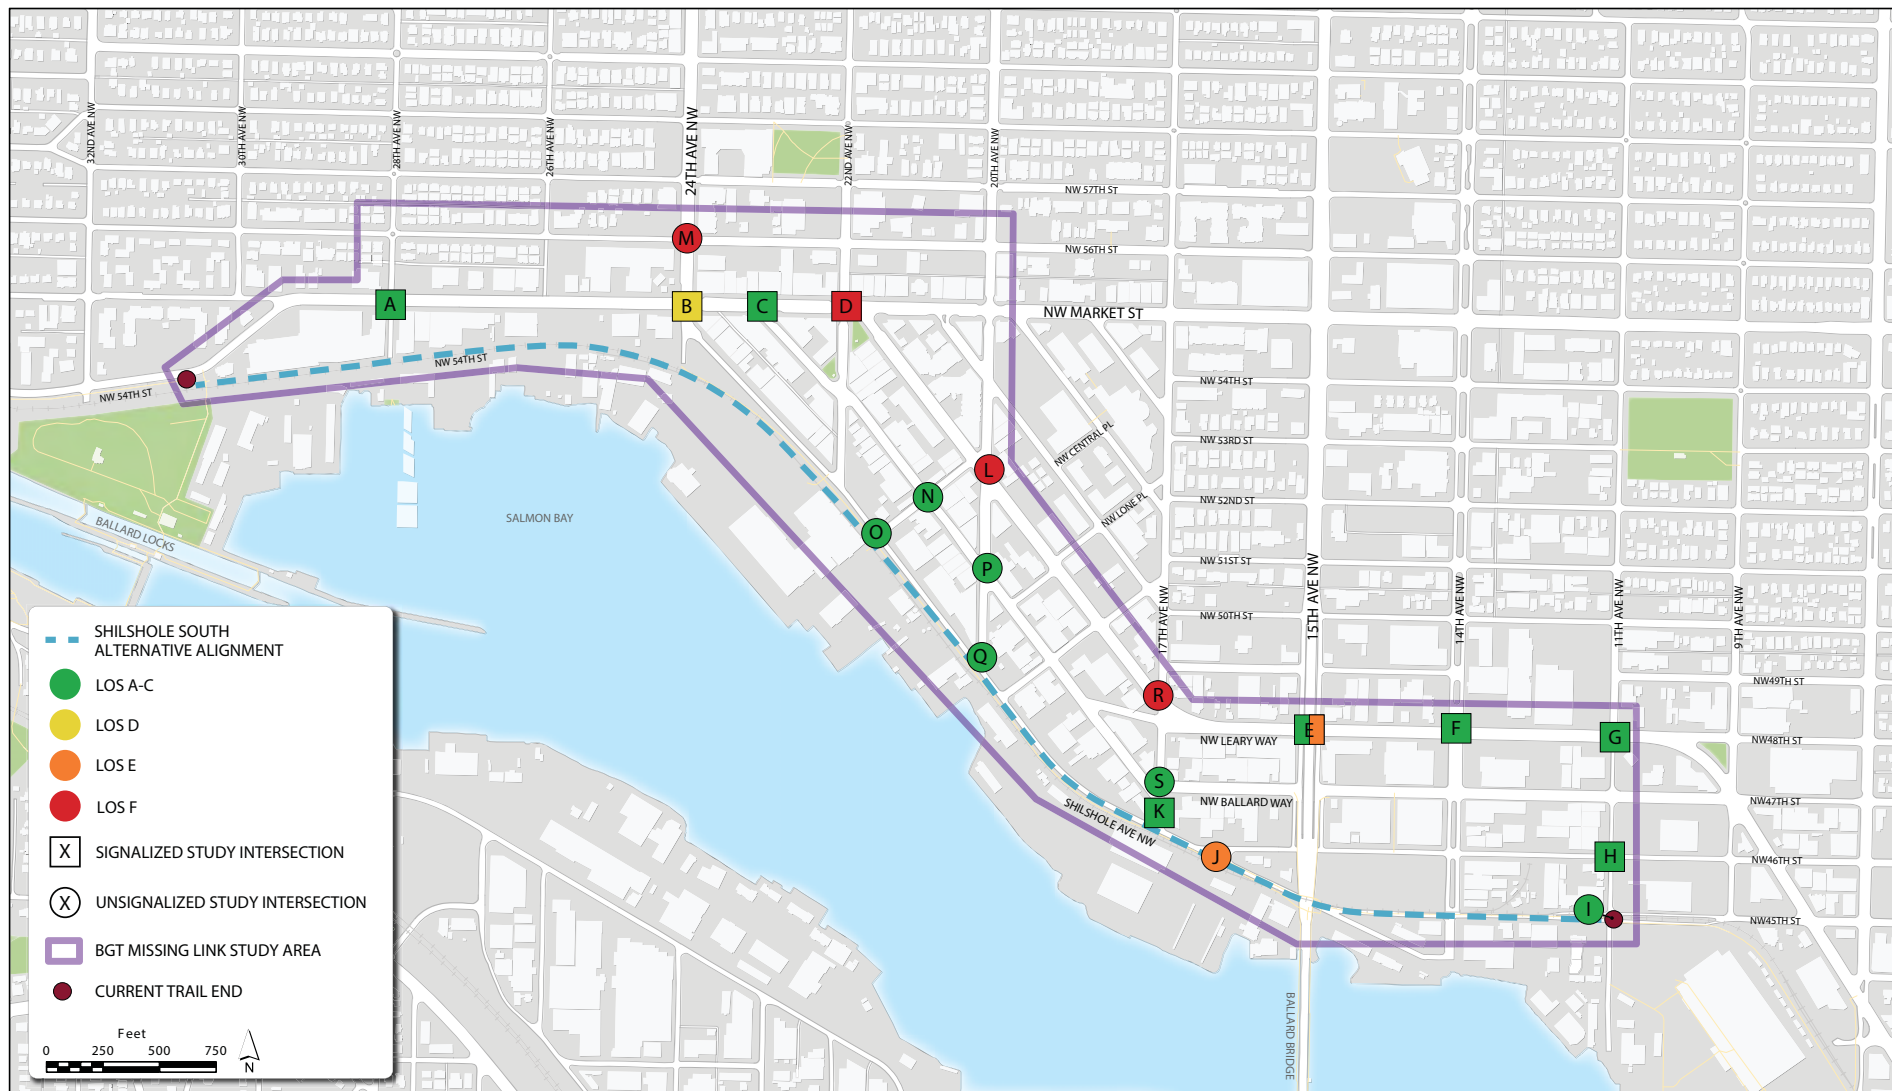 32ND AVE NW
30TH AVE NW
28TH AVE NW
26TH AVE NW
24TH AVE NW
22ND AVE NW
20TH AVE NW
NW 57TH ST
M
NW 56TH ST
A
B
C
D
NW MARKET ST
NW 54TH ST
NW 54TH ST
NW 54TH ST
NW CENTRAL PL
NW 53RD ST
L
N
NW LONE PL
NW 52ND ST
SALMON BAY
BALLARD LOCKS
O
P
NW 51ST ST
15TH AVE NW
14TH AVE NW
11TH AVE NW
9TH AVE NW
17TH AVE NW
NW 50TH ST
Q
R
NW49TH ST
E
F
G
NW LEARY WAY
NW48TH ST
S
K
NW BALLARD WAY
NW47TH ST
SHILSHOLE AVE NW
J
H
NW46TH ST
I
NW45TH ST
BALLARD BRIDGE
SHILSHOLE SOUTH
ALTERNATIVE ALIGNMENT
LOS A-C
LOS D
LOS E
LOS F
X SIGNALIZED STUDY INTERSECTION
X UNSIGNALIZED STUDY INTERSECTION
BGT MISSING LINK STUDY AREA
CURRENT TRAIL END
Feet
0 250 500 750
N